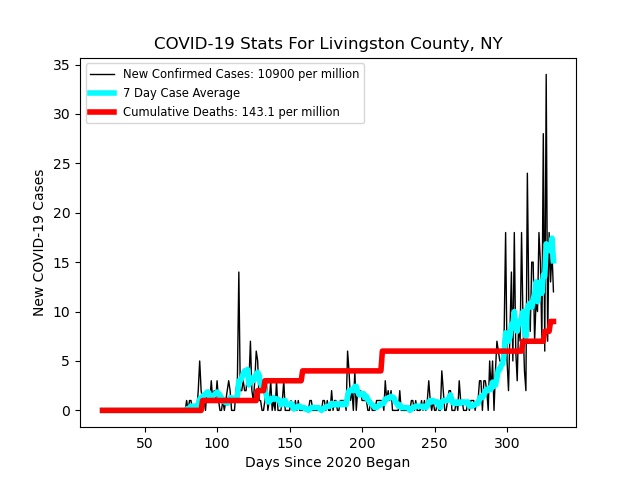 COVID-19 Stats For Livingston County, NY
New Confirmed Cases: 10900 per million
7 Day Case Average
Cumulative Deaths: 143.1 per million
New COVID-19 Cases
35
30
25
20
15
10
5
0
50
100
150
200
250
300
Days Since 2020 Began